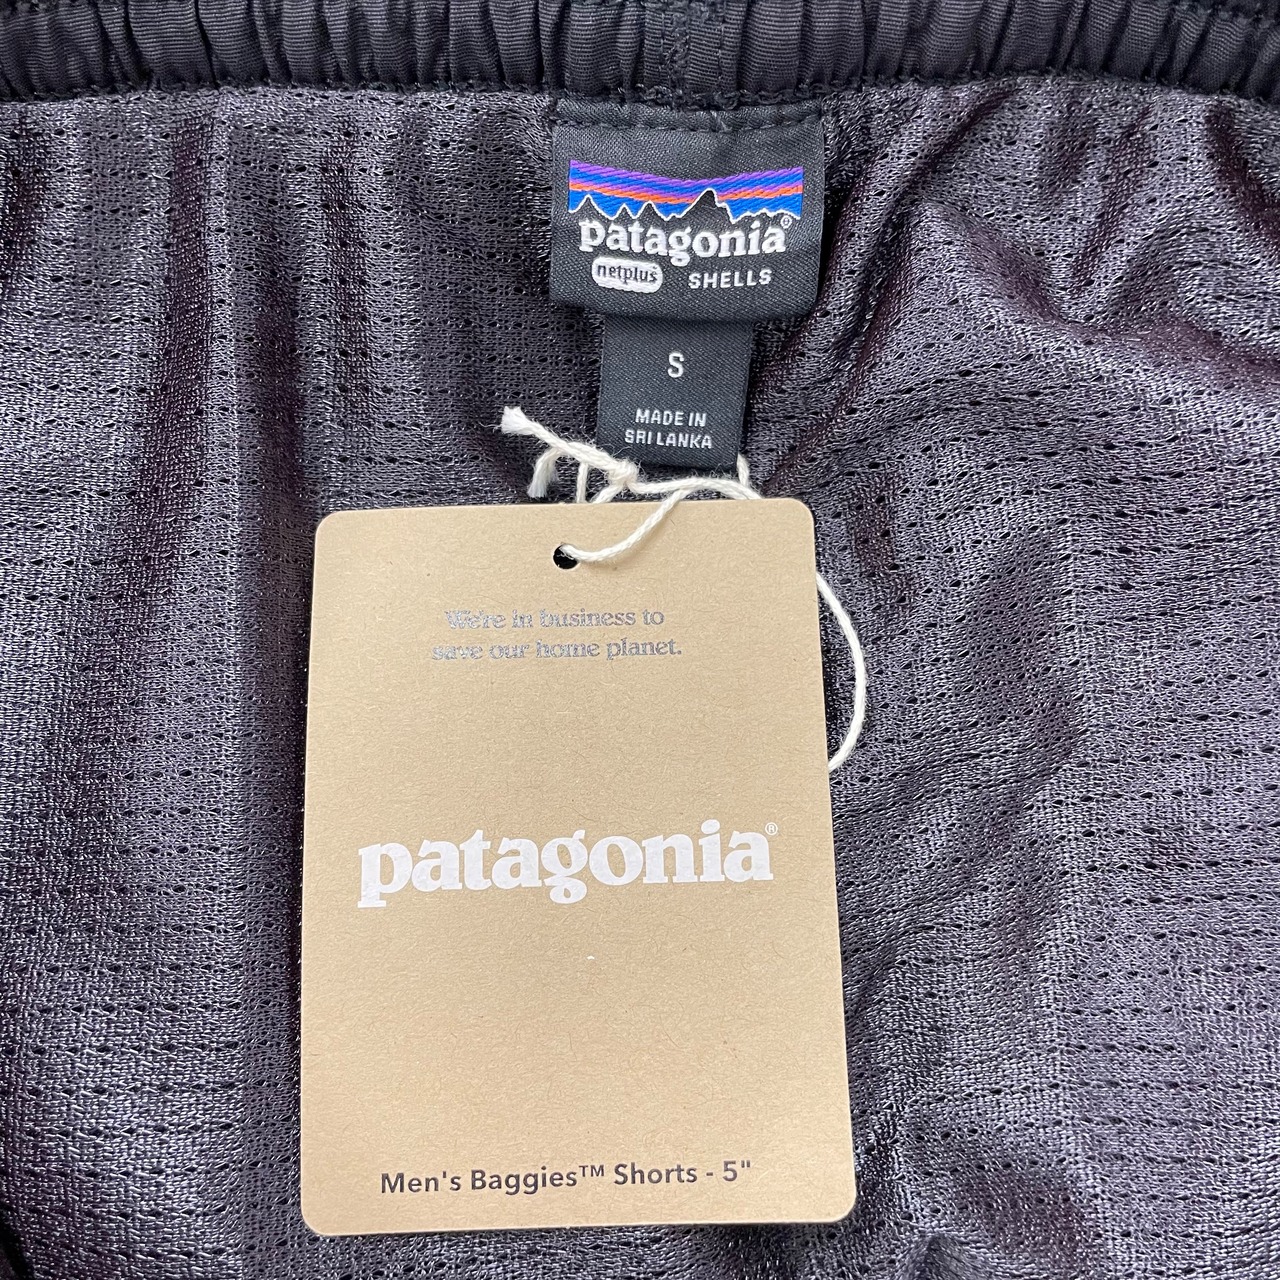 patagonia®
netplus® SHELLS
S
MADE IN
SRI LANKA
We're in business to
save our home planet.
patagonia®
Men's Baggies™ Shorts - 5"